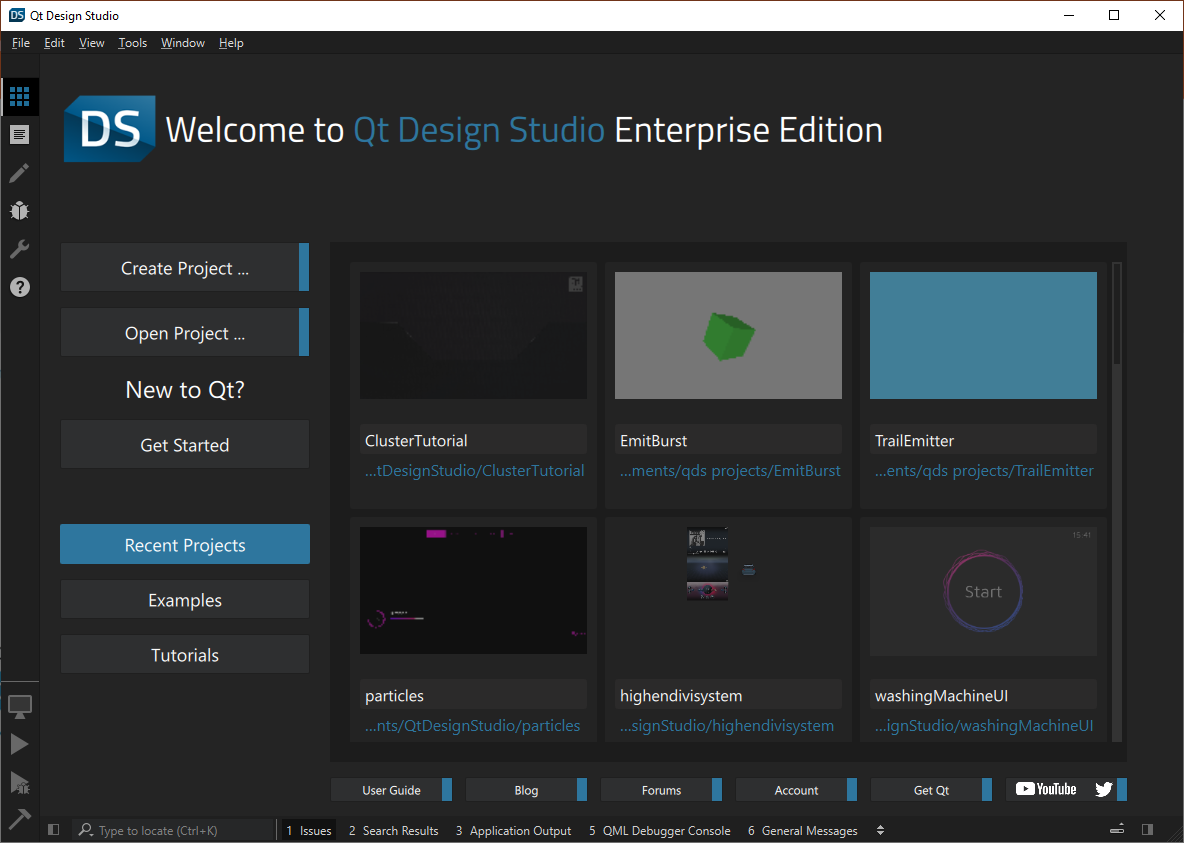 DS Qt Design Studio
File Edit View Tools Window Help
DS Welcome to Qt Design Studio Enterprise Edition
Create Project ...
Open Project ...
New to Qt?
Get Started
Recent Projects
Examples
Tutorials
ClusterTutorial
...tDesignStudio/ClusterTutorial
EmitBurst
...ments/qds projects/EmitBurst
TrailEmitter
...ents/qds projects/TrailEmitter
particles
...nts/QtDesignStudio/particles
highendivisystem
...signStudio/highendivisystem
15:41
Start
washingMachineUI
...ignStudio/washingMachineUI
User Guide
Blog
Forums
Account
Get Qt
YouTube
Type to locate (Ctrl+K)
1 Issues
2 Search Results
3 Application Output
5 QML Debugger Console
6 General Messages